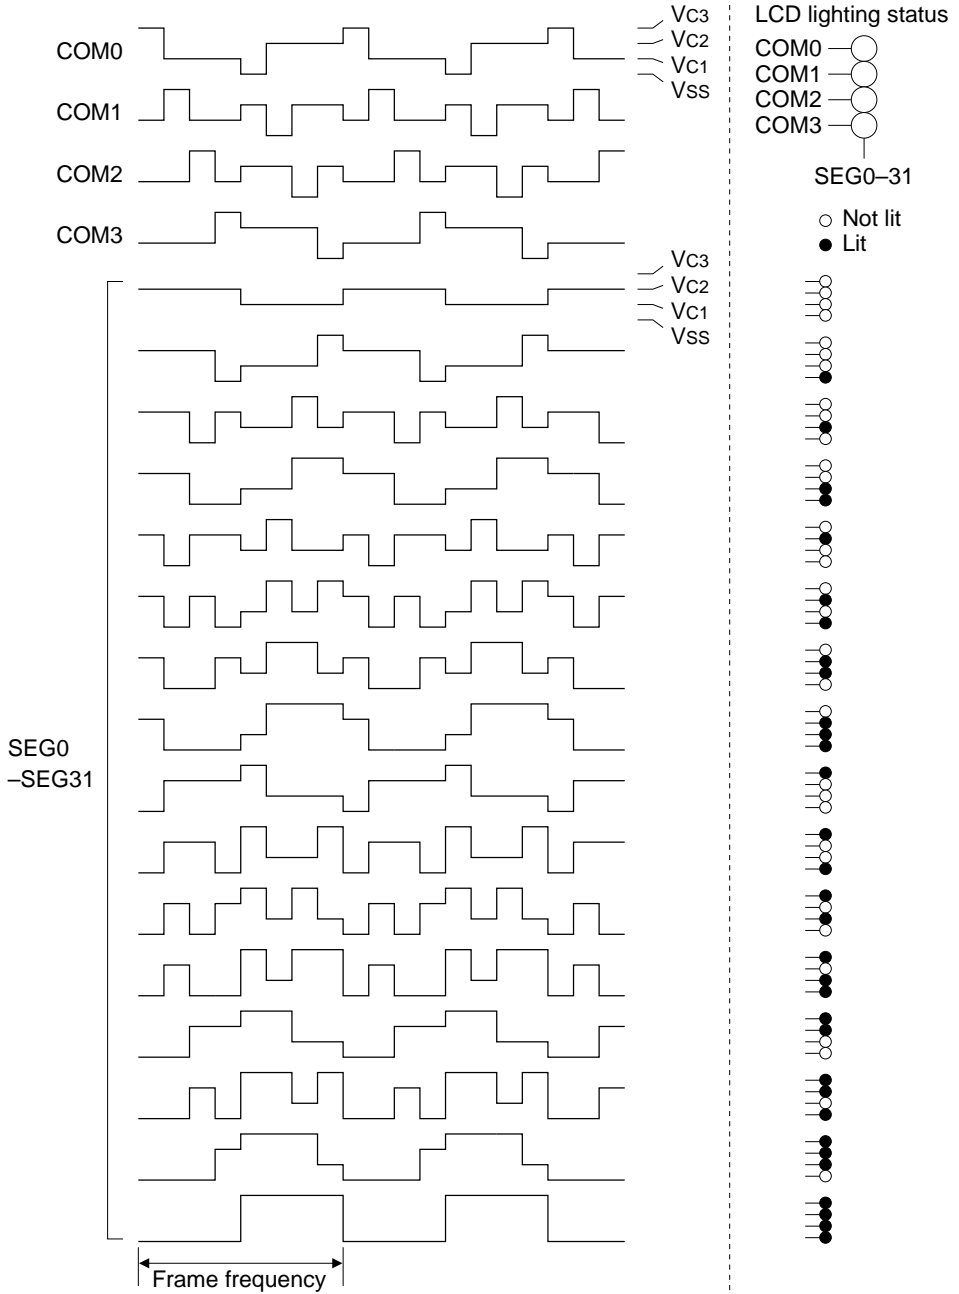 COM0
COM1
COM2
COM3
VC3
VC2
VC1
VSS
VC3
VC2
VC1
VSS
SEG0
–SEG31
Frame frequency
LCD lighting status
COM0
COM1
COM2
COM3
SEG0–31
Not lit
Lit